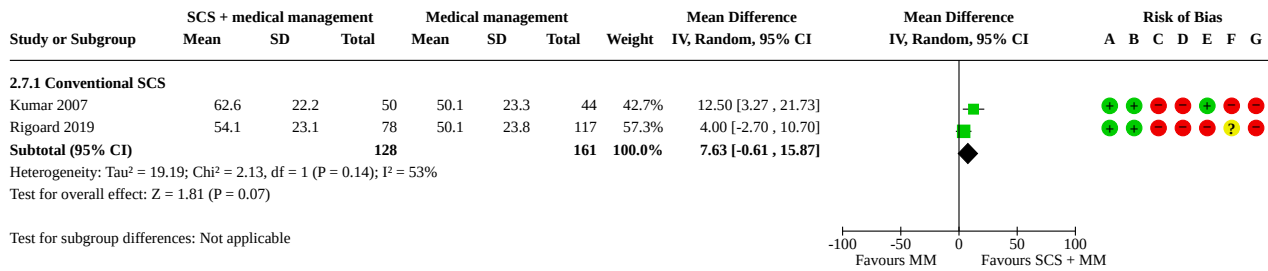 SCS + medical management Medical management Mean Difference Mean Difference Risk of Bias
Study or Subgroup Mean SD Total Mean SD Total Weight IV, Random, 95% CI IV, Random, 95% CI A B C D E F G
2.7.1 Conventional SCS
Kumar 2007 62.6 22.2 50 50.1 23.3 44 42.7% 12.50 [3.27 , 21.73] + + − − + − −
Rigoard 2019 54.1 23.1 78 50.1 23.8 117 57.3% 4.00 [-2.70 , 10.70] + + − − − ? −
Subtotal (95% CI) 128 161 100.0% 7.63 [-0.61 , 15.87]
Heterogeneity: Tau² = 19.19; Chi² = 2.13, df = 1 (P = 0.14); I² = 53%
Test for overall effect: Z = 1.81 (P = 0.07)
Test for subgroup differences: Not applicable
-100 -50 0 50 100
Favours MM Favours SCS + MM